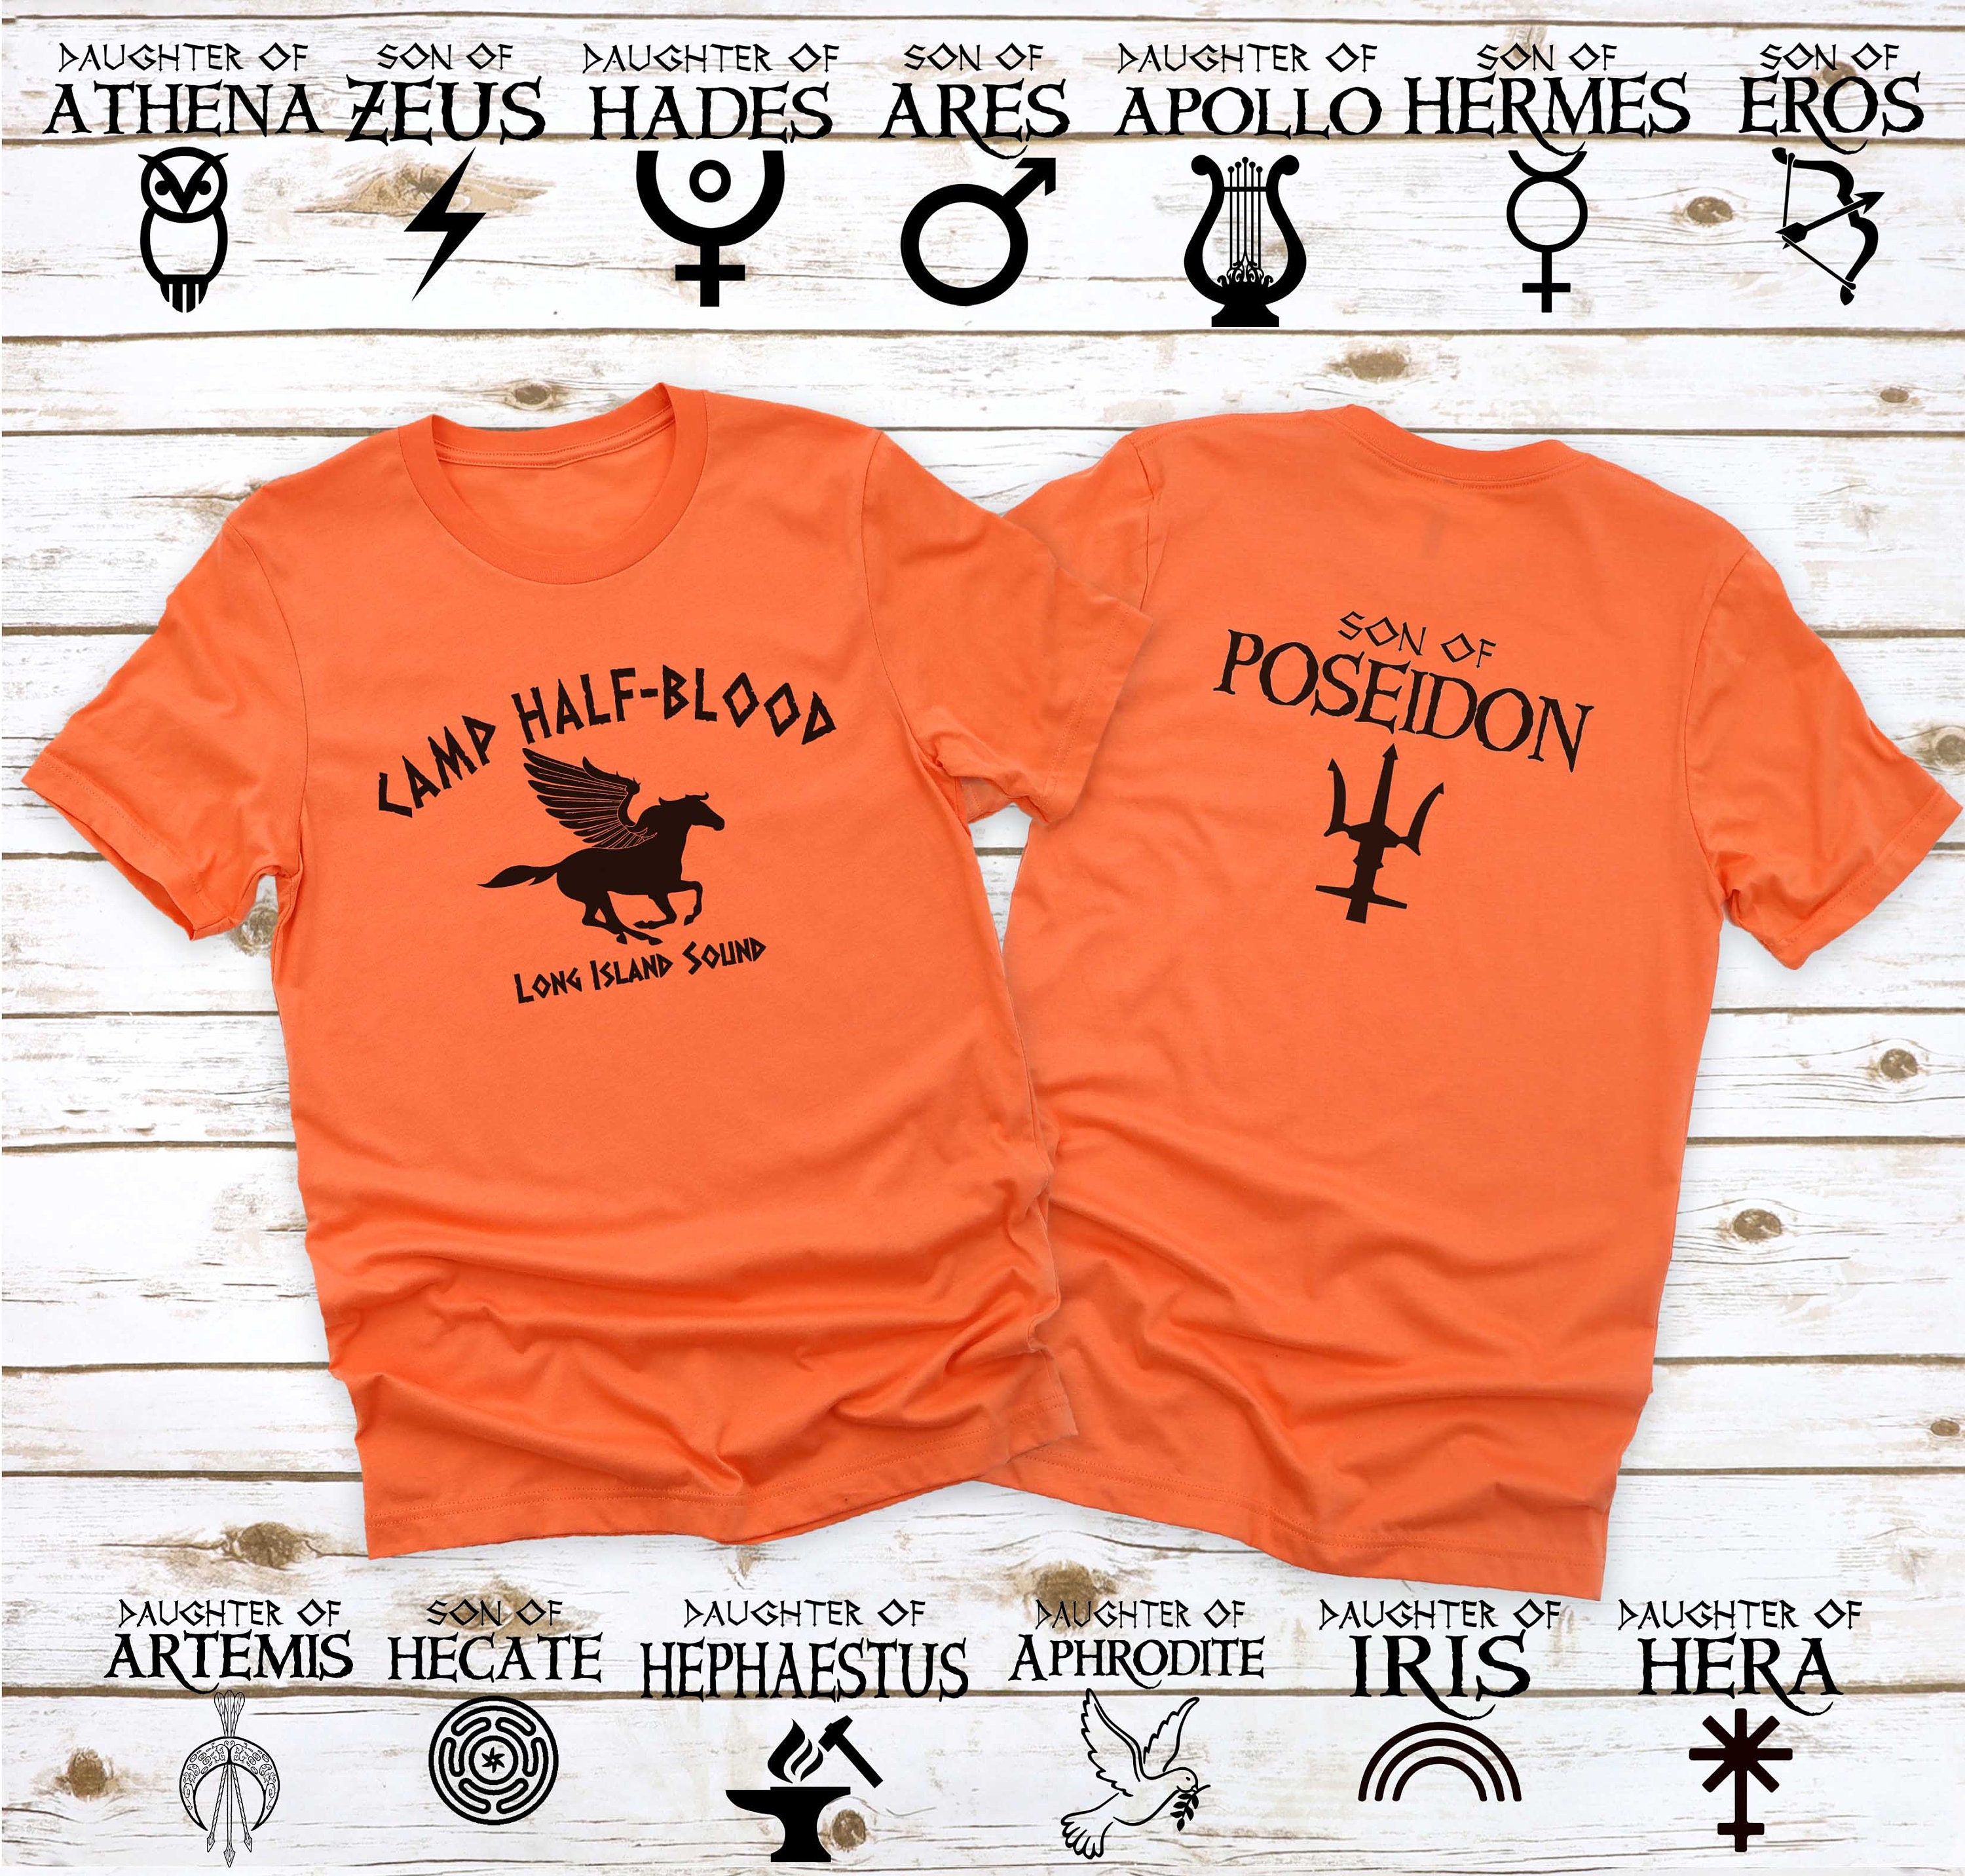 DAUGHTER OF
ATHENA
SON OF
ZEUS
DAUGHTER OF
HADES
SON OF
ARES
DAUGHTER OF
APOLLO
SON OF
HERMES
SON OF
EROS
CAMP HALF-BLOOD
LONG ISLAND SOUND
SON OF
POSEIDON
DAUGHTER OF
ARTEMIS
SON OF
HECATE
DAUGHTER OF
HEPHAESTUS
DAUGHTER OF
APHRODITE
DAUGHTER OF
IRIS
DAUGHTER OF
HERA